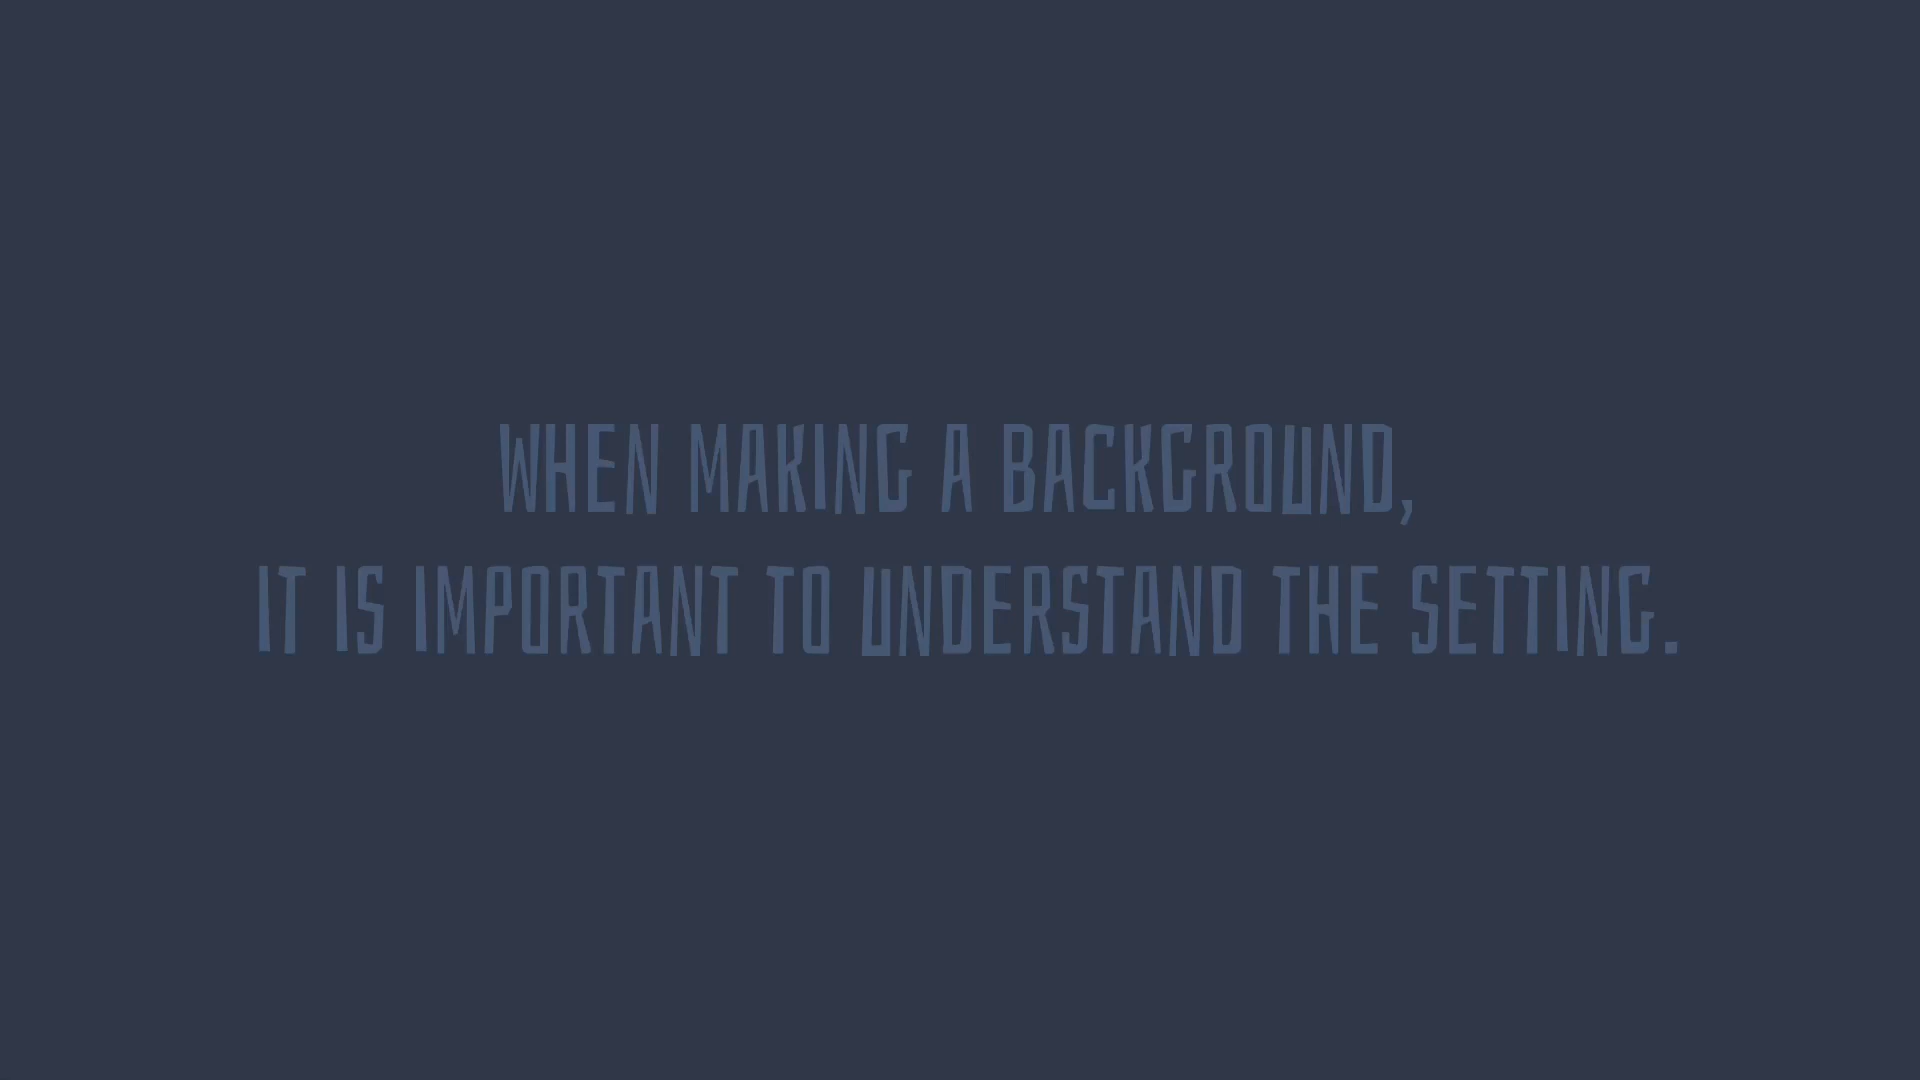 WHEN MAKING A BACKGROUND,
IT IS IMPORTANT TO UNDERSTAND THE SETTING.